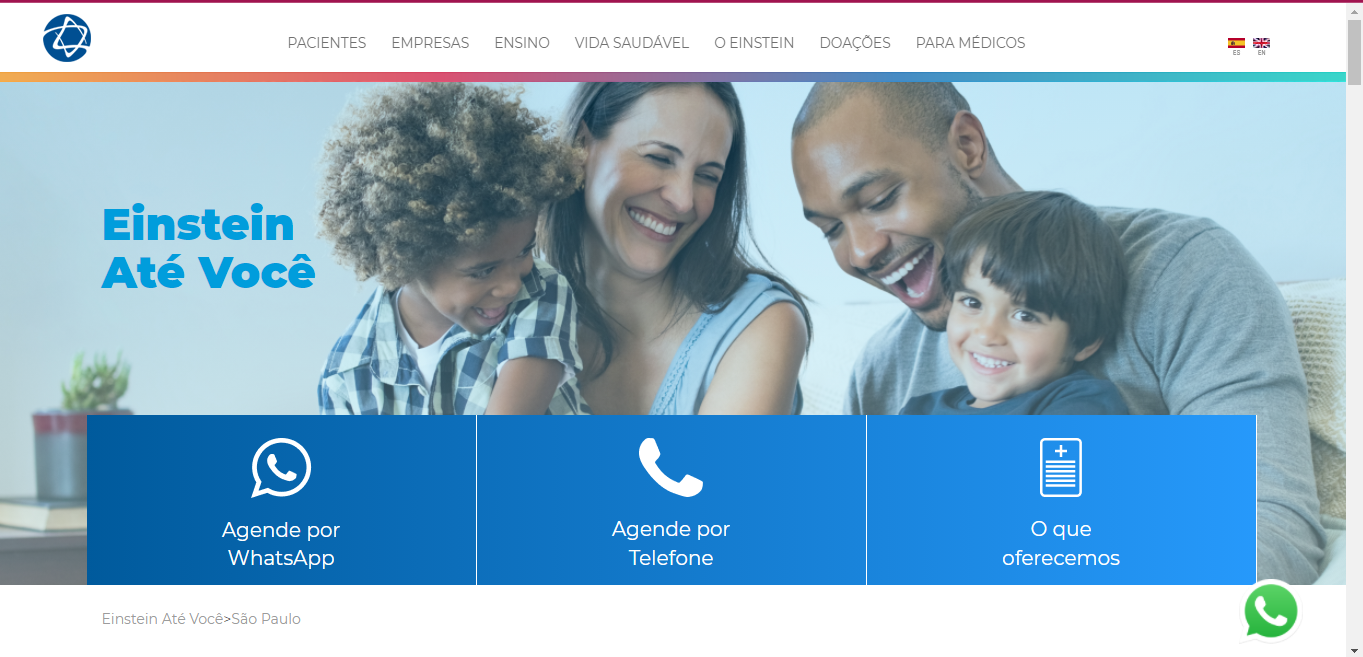 PACIENTES EMPRESAS ENSINO VIDA SAUDÁVEL O EINSTEIN DOAÇÕES PARA MÉDICOS
ES EN
Einstein
Até Você
Agende por
WhatsApp
Agende por
Telefone
O que
oferecemos
Einstein Até Você>São Paulo